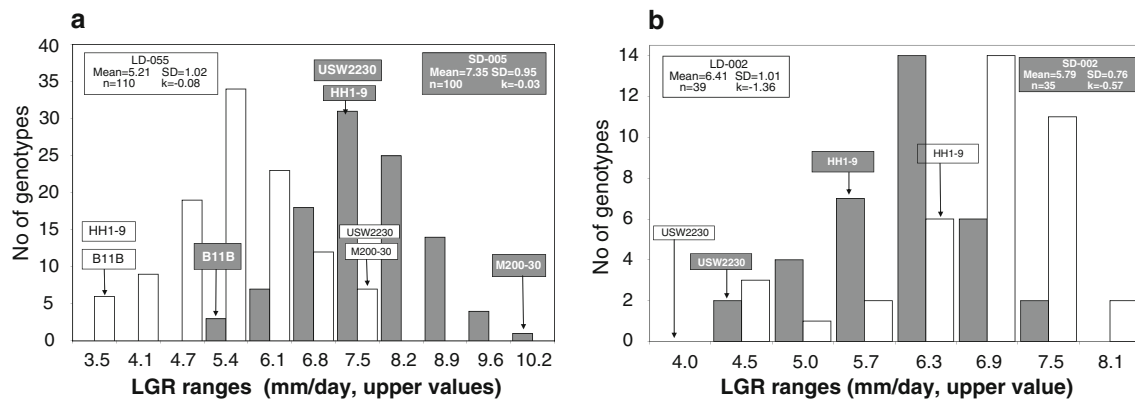 a
No of genotypes
40
35
30
25
20
15
10
5
0
LD-055
Mean=5.21 SD=1.02
n=110 k=-0.08
SD-005
Mean=7.35 SD=0.95
n=100 k=-0.03
USW2230
HH1-9
HH1-9
B11B
B11B
USW2230
M200-30
M200-30
3.5 4.1 4.7 5.4 6.1 6.8 7.5 8.2 8.9 9.6 10.2
LGR ranges (mm/day, upper values)
b
No of genotypes
14
12
10
8
6
4
2
0
LD-002
Mean=6.41 SD=1.01
n=39 k=-1.36
SD-002
Mean=5.79 SD=0.76
n=35 k=-0.57
HH1-9
HH1-9
USW2230
USW2230
4.0 4.5 5.0 5.7 6.3 6.9 7.5 8.1
LGR ranges (mm/day, upper value)